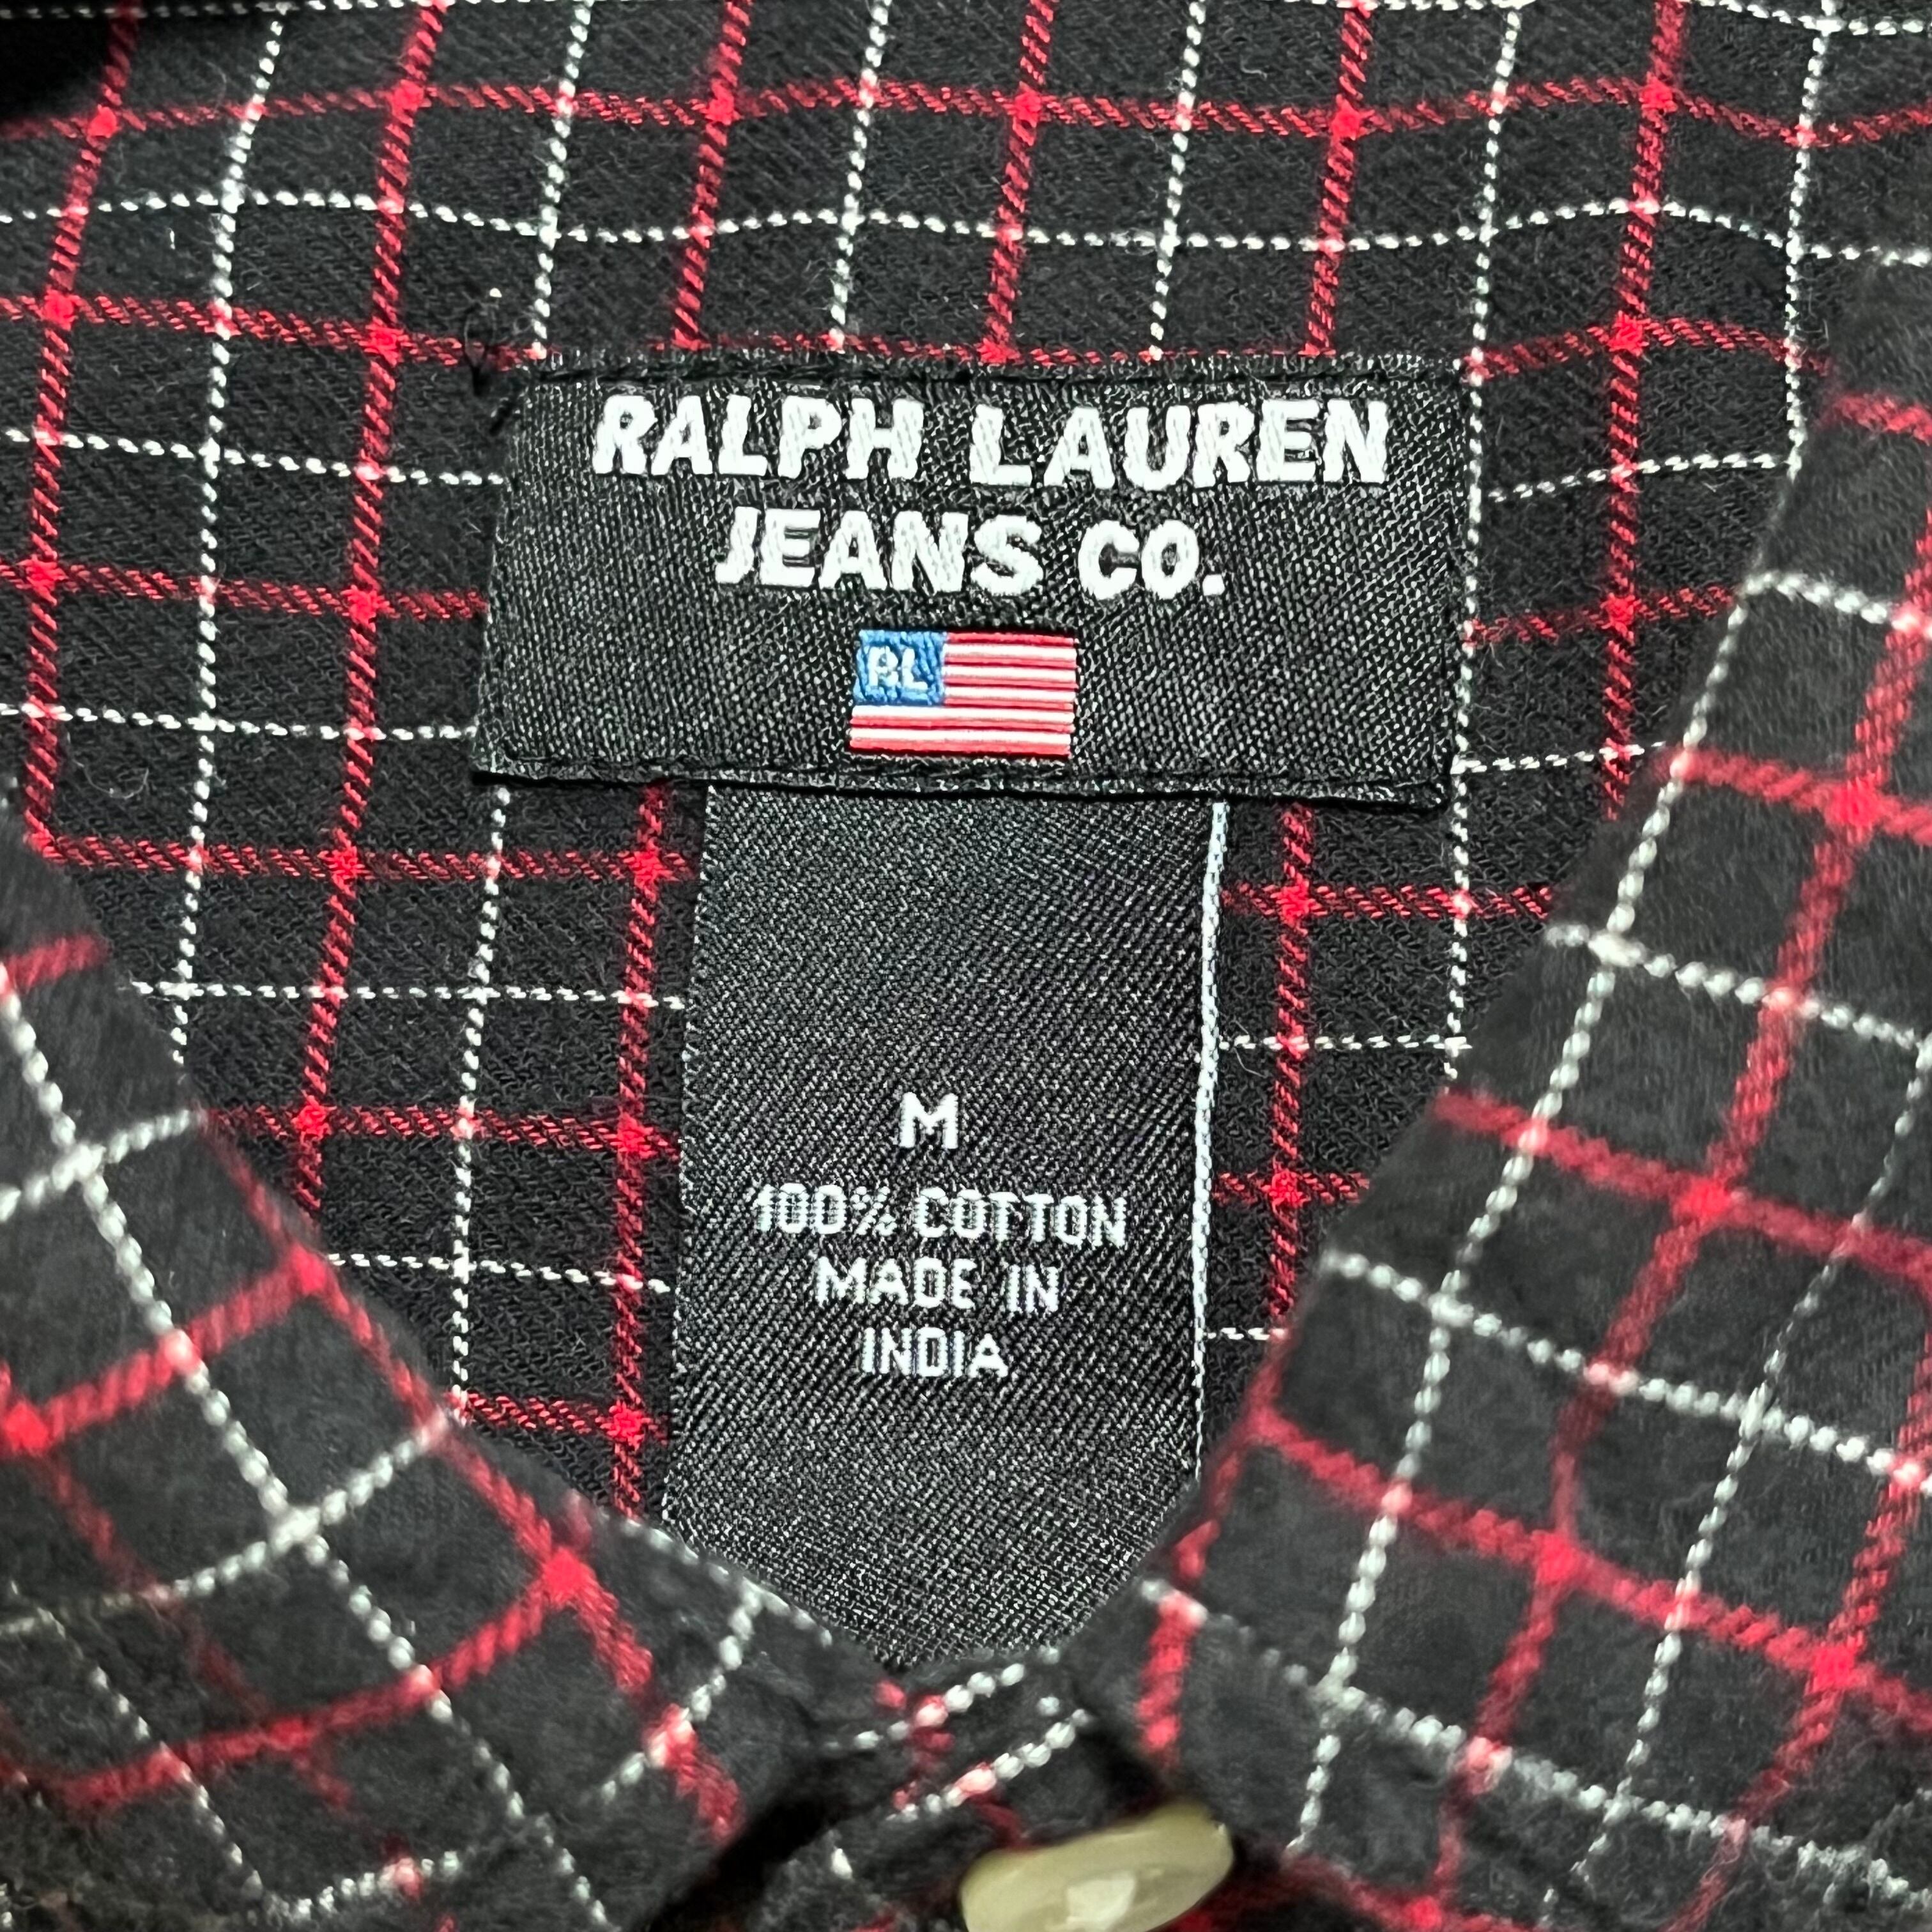 RALPH LAUREN
JEANS CO.
RL
M
100% COTTON
MADE IN
INDIA